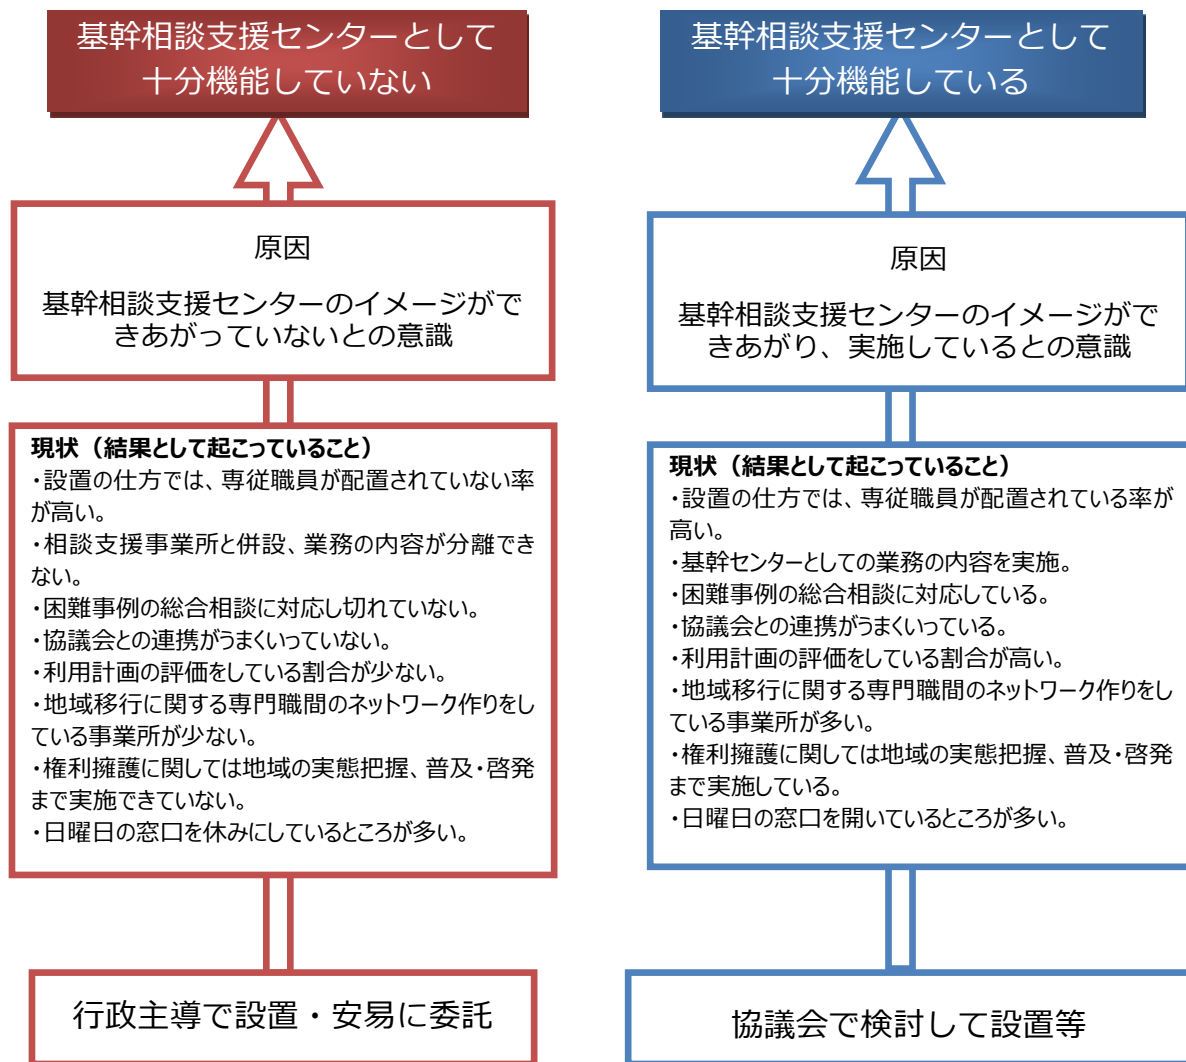 基幹相談支援センターとして
十分機能していない
原因
基幹相談支援センターのイメージがで
きあがっていないとの意識
現状（結果として起こっていること）
・設置の仕方では、専従職員が配置されていない率
が高い。
・相談支援事業所と併設、業務の内容が分離でき
ない。
・困難事例の総合相談に対応し切れていない。
・協議会との連携がうまくいっていない。
・利用計画の評価をしている割合が少ない。
・地域移行に関する専門職間のネットワーク作りをし
ている事業所が少ない。
・権利擁護に関しては地域の実態把握、普及・啓発
まで実施できていない。
・日曜日の窓口を休みにしているところが多い。
行政主導で設置・安易に委託
基幹相談支援センターとして
十分機能している
原因
基幹相談支援センターのイメージがで
きあがり、実施しているとの意識
現状（結果として起こっていること）
・設置の仕方では、専従職員が配置されている率が
高い。
・基幹センターとしての業務の内容を実施。
・困難事例の総合相談に対応している。
・協議会との連携がうまくいっている。
・利用計画の評価をしている割合が高い。
・地域移行に関する専門職間のネットワーク作りをし
ている事業所が多い。
・権利擁護に関しては地域の実態把握、普及・啓発
まで実施している。
・日曜日の窓口を開いているところが多い。
協議会で検討して設置等